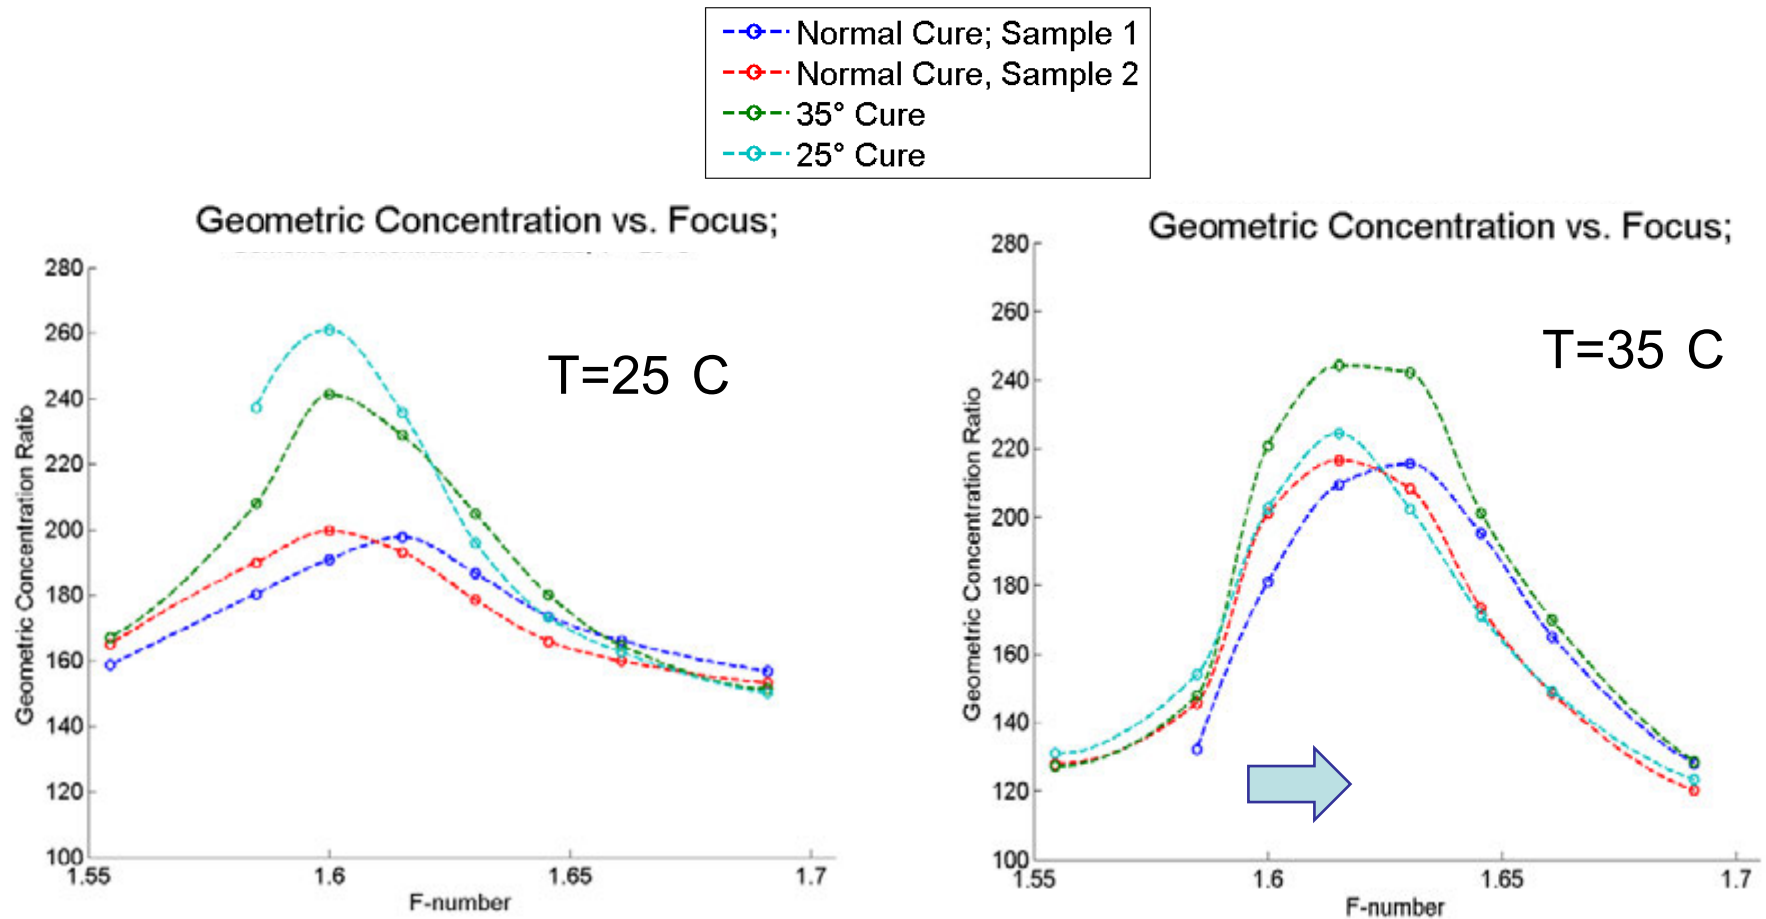 Normal Cure; Sample 1
Normal Cure, Sample 2
35° Cure
25° Cure
Geometric Concentration vs. Focus;
T=25 C
Geometric Concentration Ratio
280
260
240
220
200
180
160
140
120
100
1.55
1.6
1.65
1.7
F-number
Geometric Concentration vs. Focus;
T=35 C
Geometric Concentration Ratio
280
260
240
220
200
180
160
140
120
100
1.55
1.6
1.65
1.7
F-number